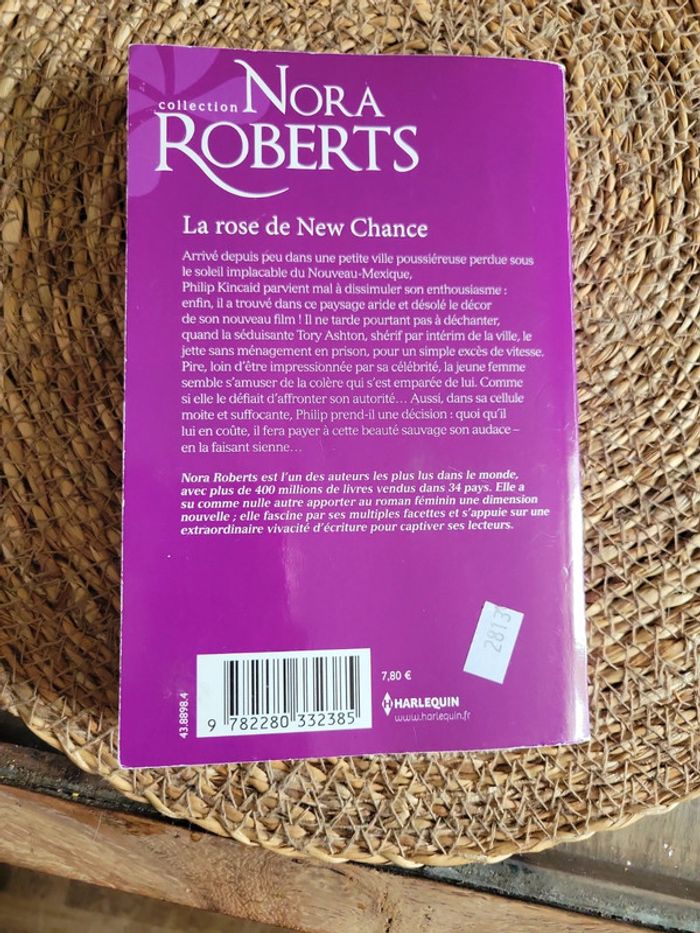 collection NORA
ROBERTS
La rose de New Chance
Arrivé depuis peu dans une petite ville poussiéreuse perdue sous
le soleil implacable du Nouveau-Mexique,
Philip Kincaid parvient mal à dissimuler son enthousiasme :
enfin, il a trouvé dans ce paysage aride et désolé le décor
de son nouveau film ! Il ne tarde pourtant pas à déchanter,
quand la séduisante Tory Ashton, shérif par intérim de la ville, le
jette sans ménagement en prison, pour un simple excès de vitesse.
Pire, loin d'être impressionnée par sa célébrité, la jeune femme
semble s'amuser de la colère qui s'est emparée de lui. Comme
si elle le défiait d'affronter son autorité… Aussi, dans sa cellule
moite et suffocante, Philip prend-il une décision : quoi qu'il
lui en coûte, il fera payer à cette beauté sauvage son audace –
en la faisant sienne…
Nora Roberts est l'un des auteurs les plus lus dans le monde,
avec plus de 400 millions de livres vendus dans 34 pays. Elle a
su comme nulle autre apporter au roman féminin une dimension
nouvelle ; elle fascine par ses multiples facettes et s'appuie sur une
extraordinaire vivacité d'écriture pour captiver ses lecteurs.
43.8898.4
9 782280 332385
7,80 €
H HARLEQUIN
www.harlequin.fr